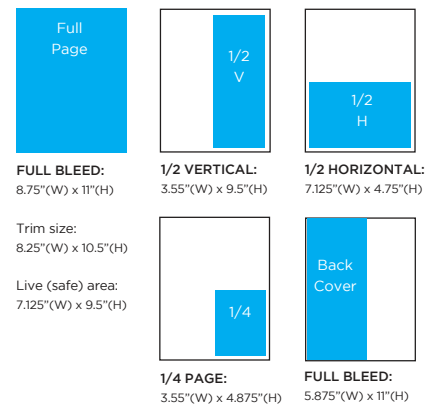 Full
Page
1/2
V
1/2
H
FULL BLEED:
8.75”(W) x 11”(H)
1/2 VERTICAL:
3.55”(W) x 9.5”(H)
1/2 HORIZONTAL:
7.125”(W) x 4.75”(H)
Trim size:
8.25”(W) x 10.5”(H)
Live (safe) area:
7.125”(W) x 9.5”(H)
1/4
Back
Cover
1/4 PAGE:
3.55”(W) x 4.875”(H)
FULL BLEED:
5.875”(W) x 11”(H)